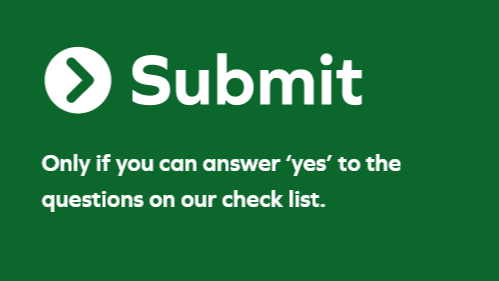 Submit
Only if you can answer ‘yes’ to the
questions on our check list.